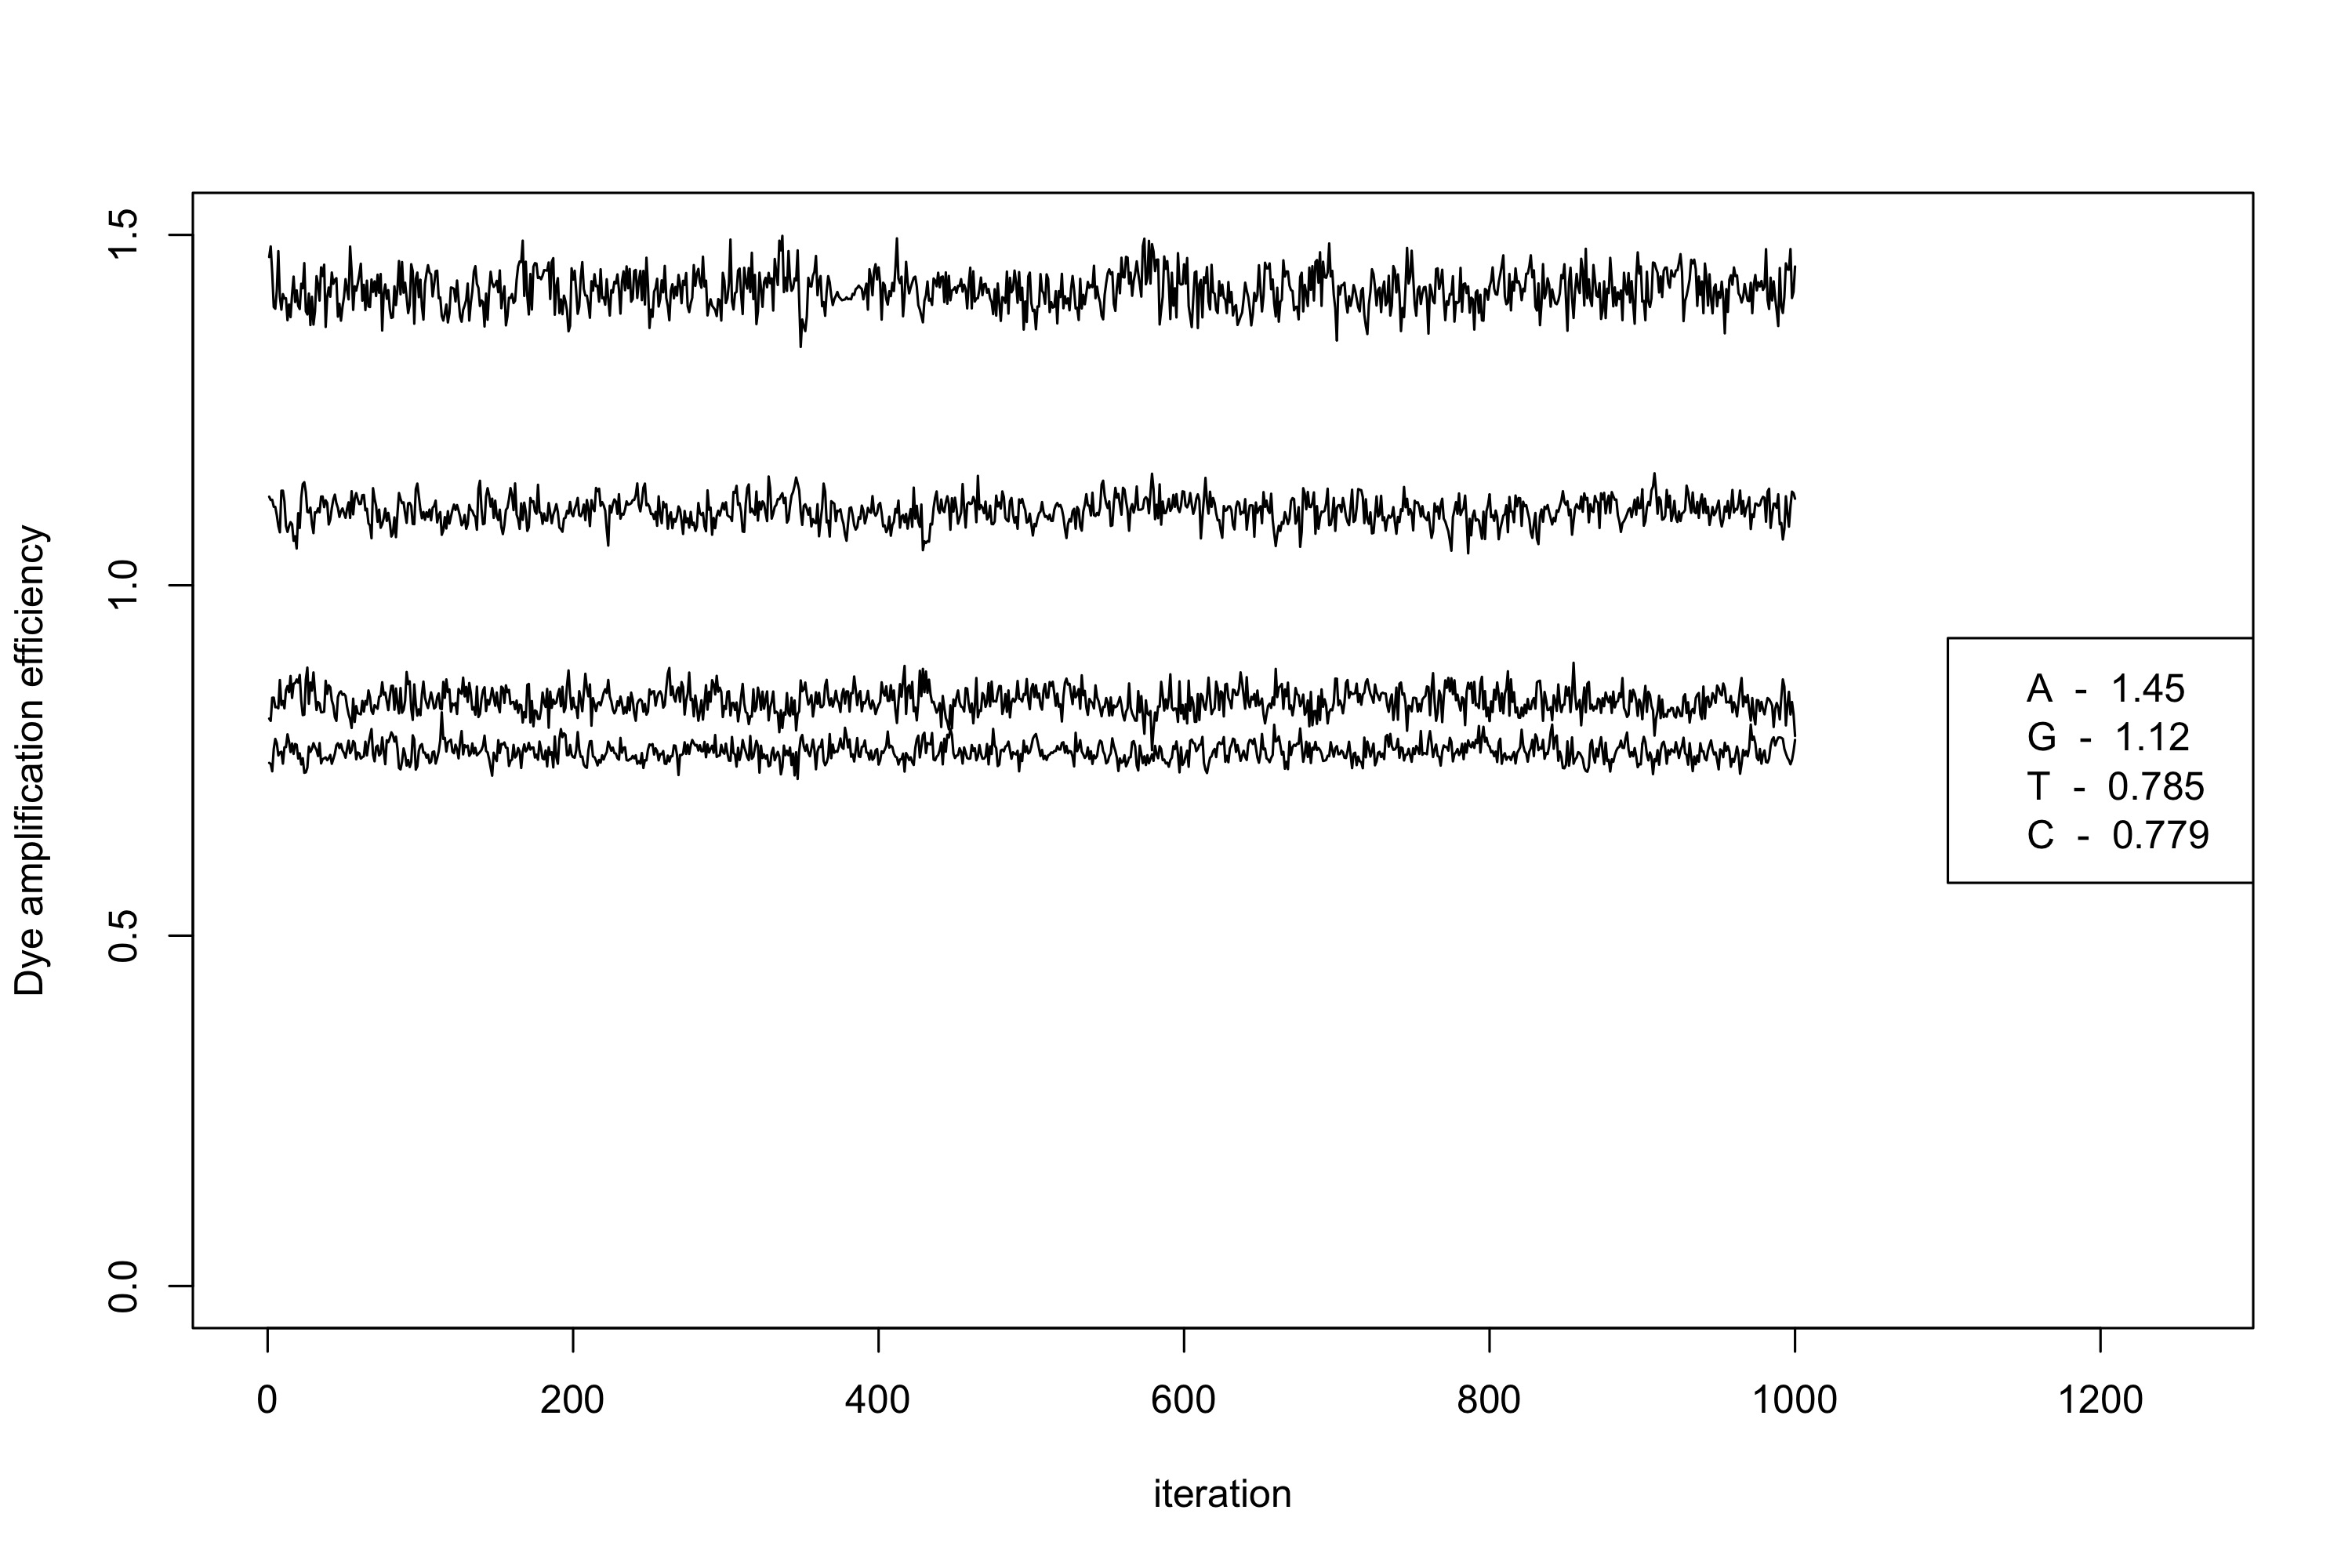 Dye amplification efficiency
1.5
1.0
0.5
0.0
A - 1.45
G - 1.12
T - 0.785
C - 0.779
0 200 400 600 800 1000 1200
iteration